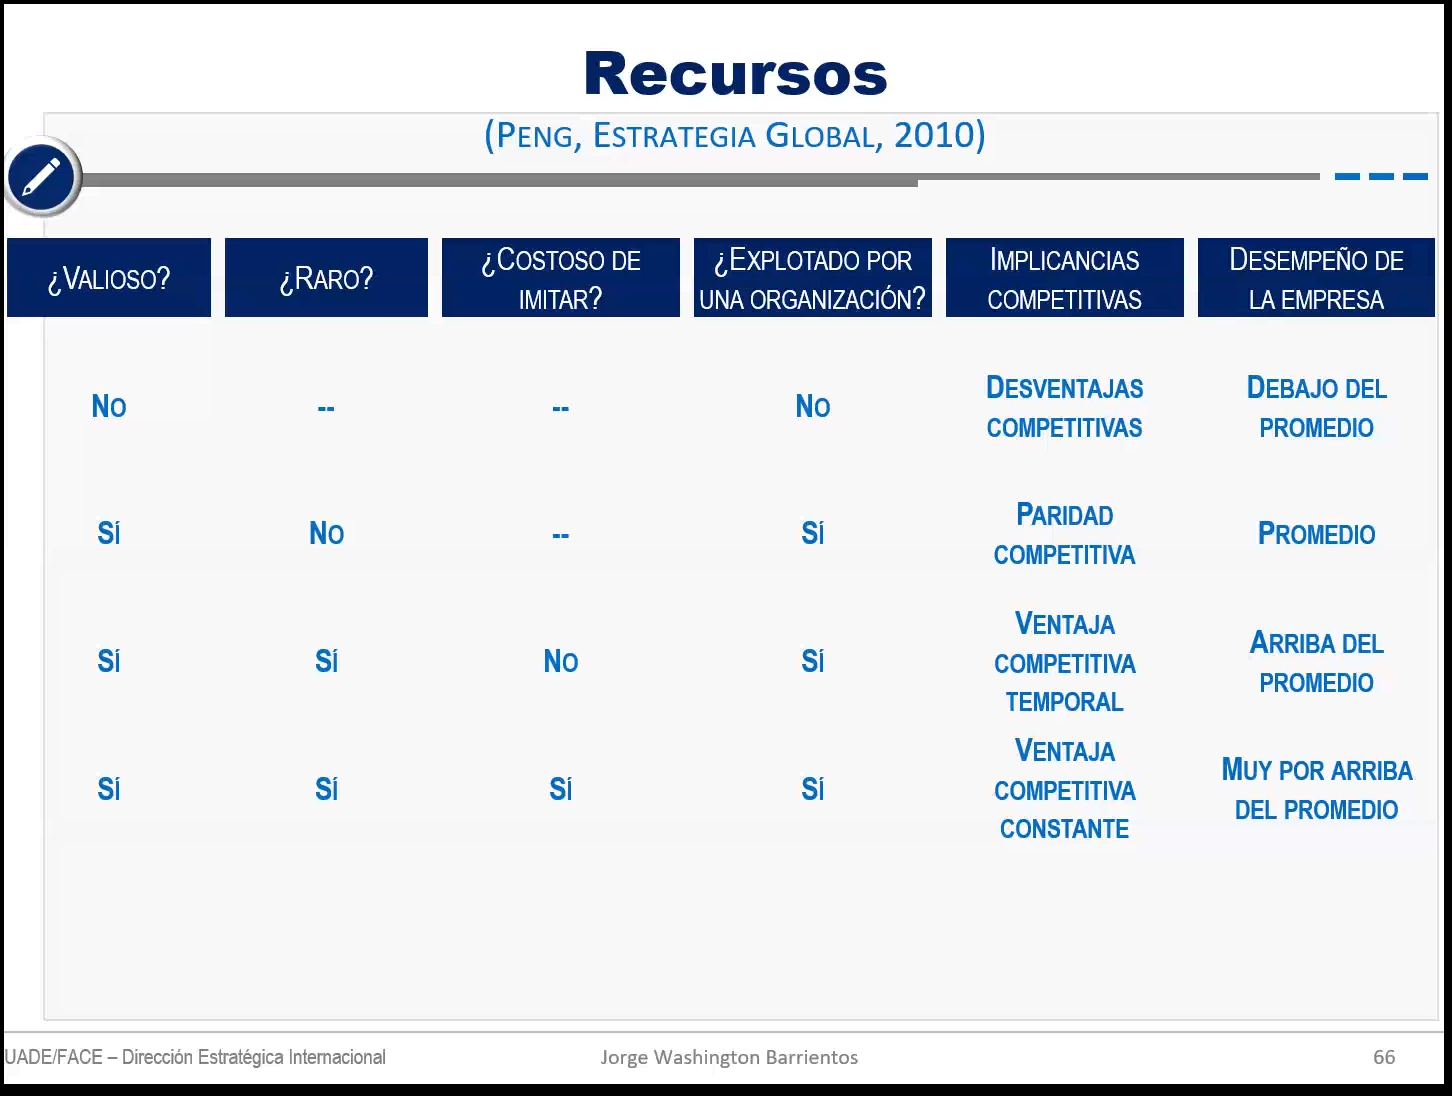 Recursos
(Peng, Estrategia Global, 2010)
¿Valioso?
¿Raro?
¿Costoso de
imitar?
¿Explotado por
una organización?
Implicancias
competitivas
Desempeño de
la empresa
No
--
--
No
Desventajas
competitivas
Debajo del
promedio
Sí
No
--
Sí
Paridad
competitiva
Promedio
Sí
Sí
No
Sí
Ventaja
competitiva
temporal
Arriba del
promedio
Sí
Sí
Sí
Sí
Ventaja
competitiva
constante
Muy por arriba
del promedio
UADE/FACE – Dirección Estratégica Internacional
Jorge Washington Barrientos
66